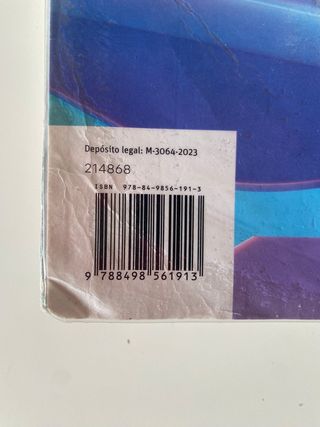 Depósito legal: M-3064-2023
214868
ISBN 978-84-9856-191-3
9 788498 561913